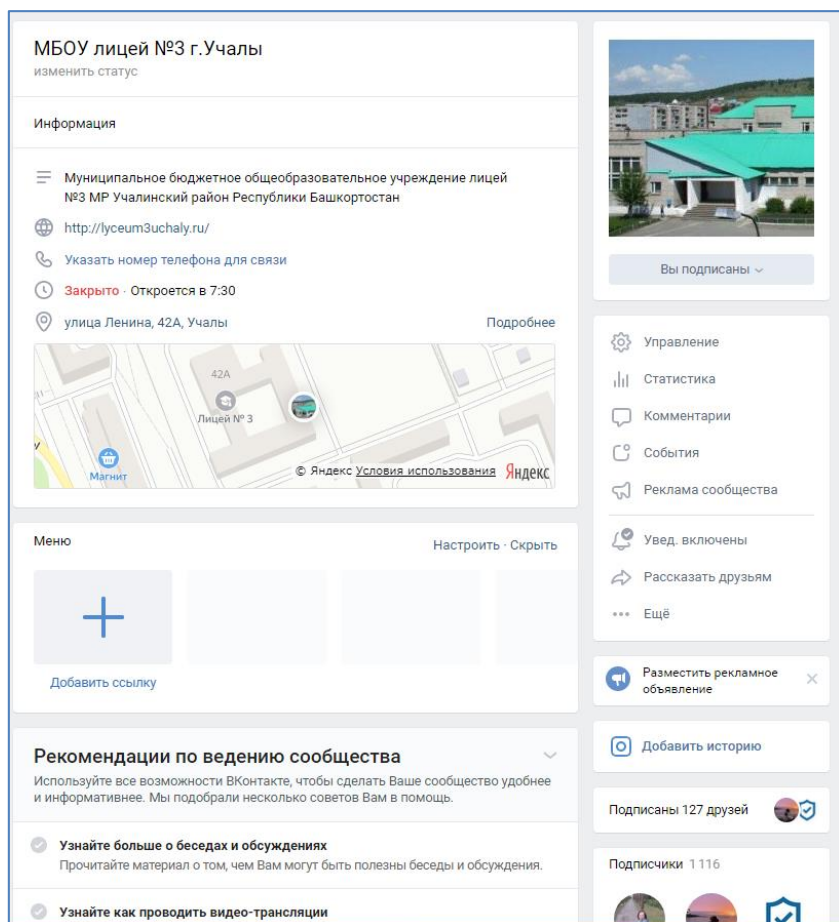 МБОУ лицей №3 г.Учалы
изменить статус
Информация
Муниципальное бюджетное общеобразовательное учреждение лицей
№3 МР Учалинский район Республики Башкортостан
http://lyceum3uchaly.ru/
Указать номер телефона для связи
Закрыто · Откроется в 7:30
улица Ленина, 42А, Учалы
Подробнее
42А
Лицей № 3
Магнит
© Яндекс Условия использования Яндекс
Меню
Настроить · Скрыть
Добавить ссылку
Рекомендации по ведению сообщества
Используйте все возможности ВКонтакте, чтобы сделать Ваше сообщество удобнее
и информативнее. Мы подобрали несколько советов Вам в помощь.
Узнайте больше о беседах и обсуждениях
Прочитайте материал о том, чем Вам могут быть полезны беседы и обсуждения.
Узнайте как проводить видео-трансляции
Вы подписаны
Управление
Статистика
Комментарии
События
Реклама сообщества
Увед. включены
Рассказать друзьям
Ещё
Разместить рекламное
объявление
Добавить историю
Подписаны 127 друзей
Подписчики 1 116